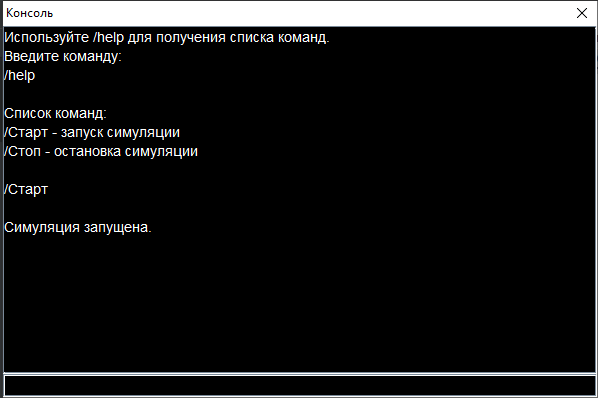 Консоль
Используйте /help для получения списка команд.
Введите команду:
/help
Список команд:
/Старт - запуск симуляции
/Стоп - остановка симуляции
/Старт
Симуляция запущена.